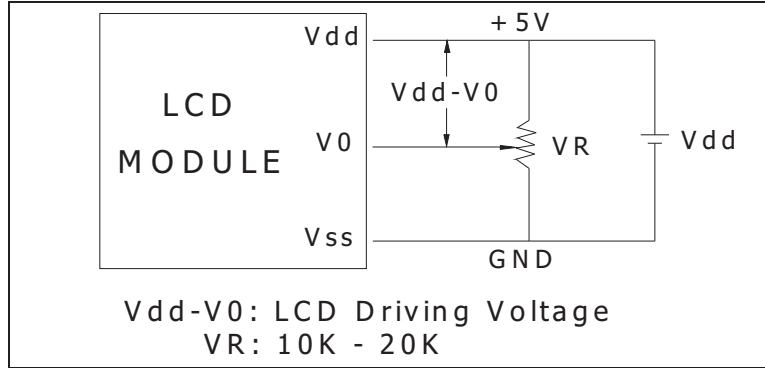 Vdd
+5V
Vdd-V0
LCD
MODULE
V0
VR
Vdd
Vss
GND
Vdd-V0: LCD Driving Voltage
VR: 10K - 20K